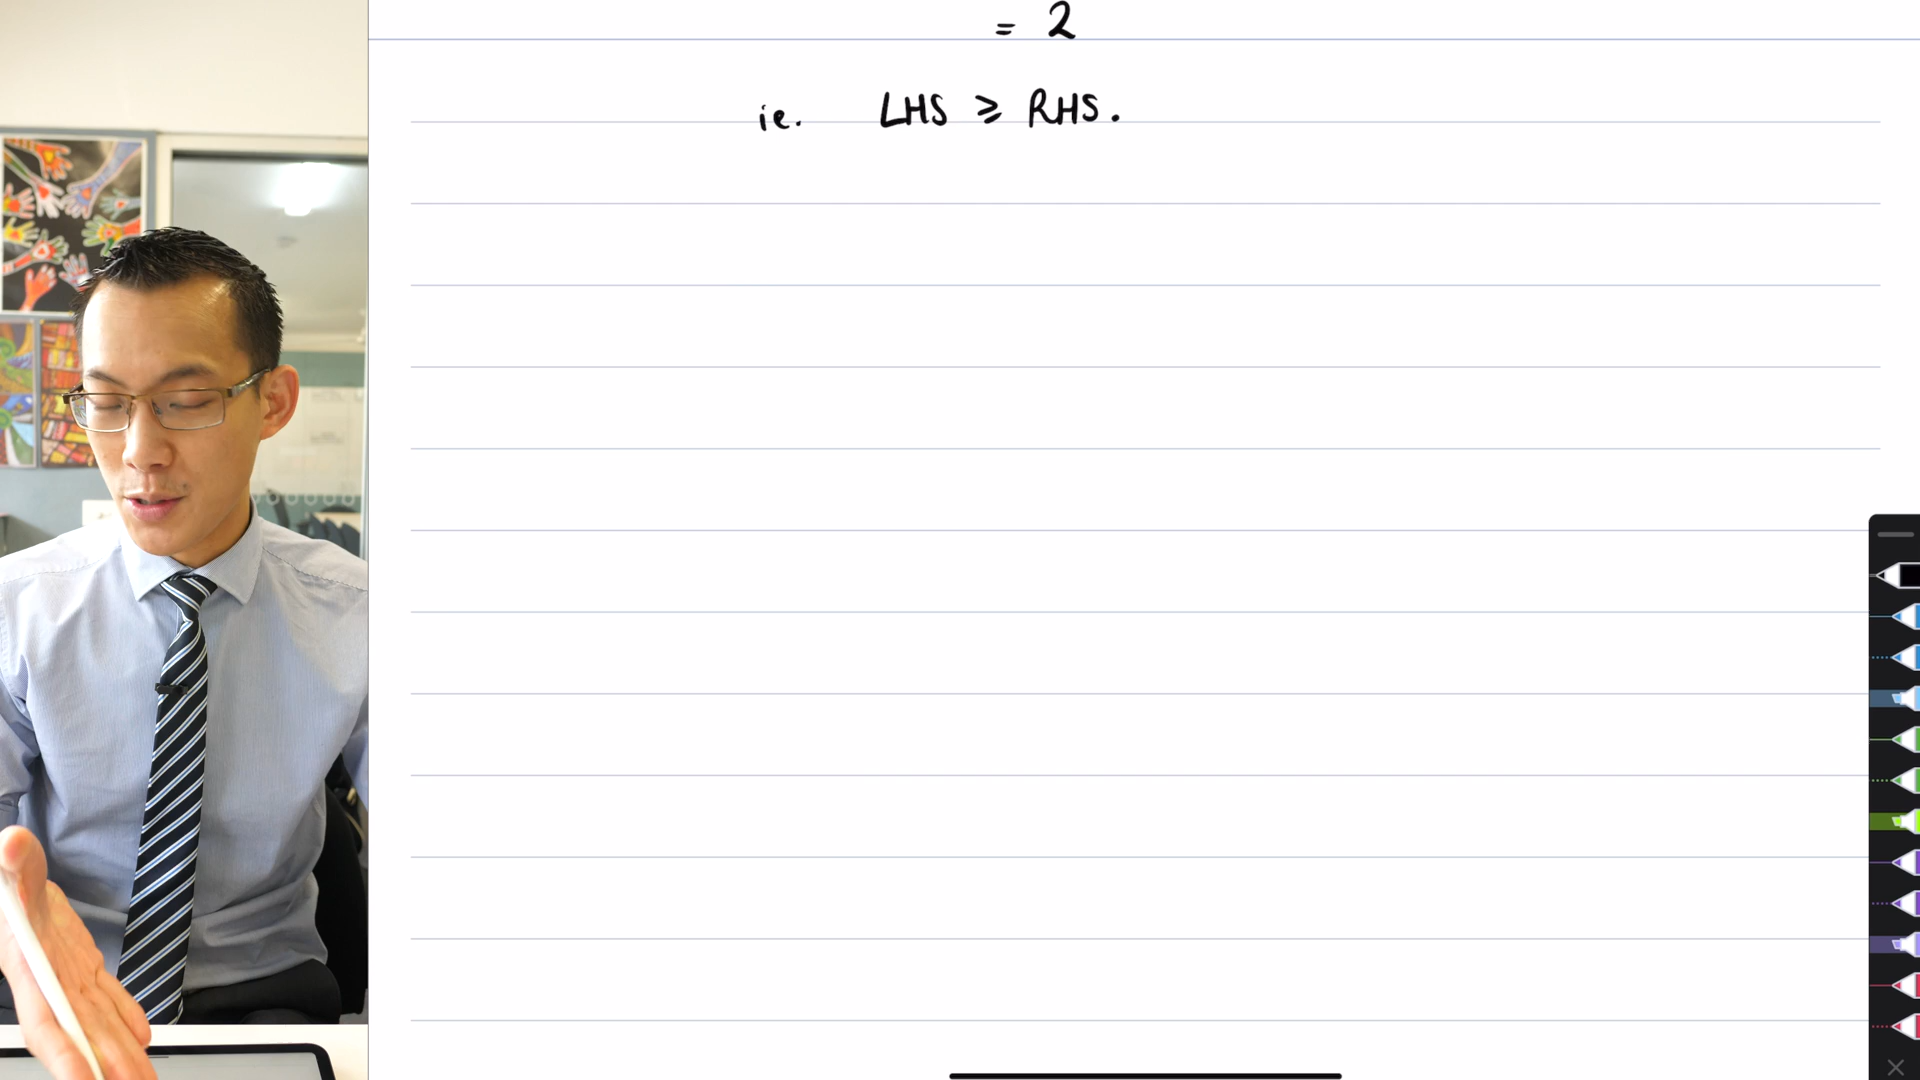 = 2
ie. LHS ≥ RHS.